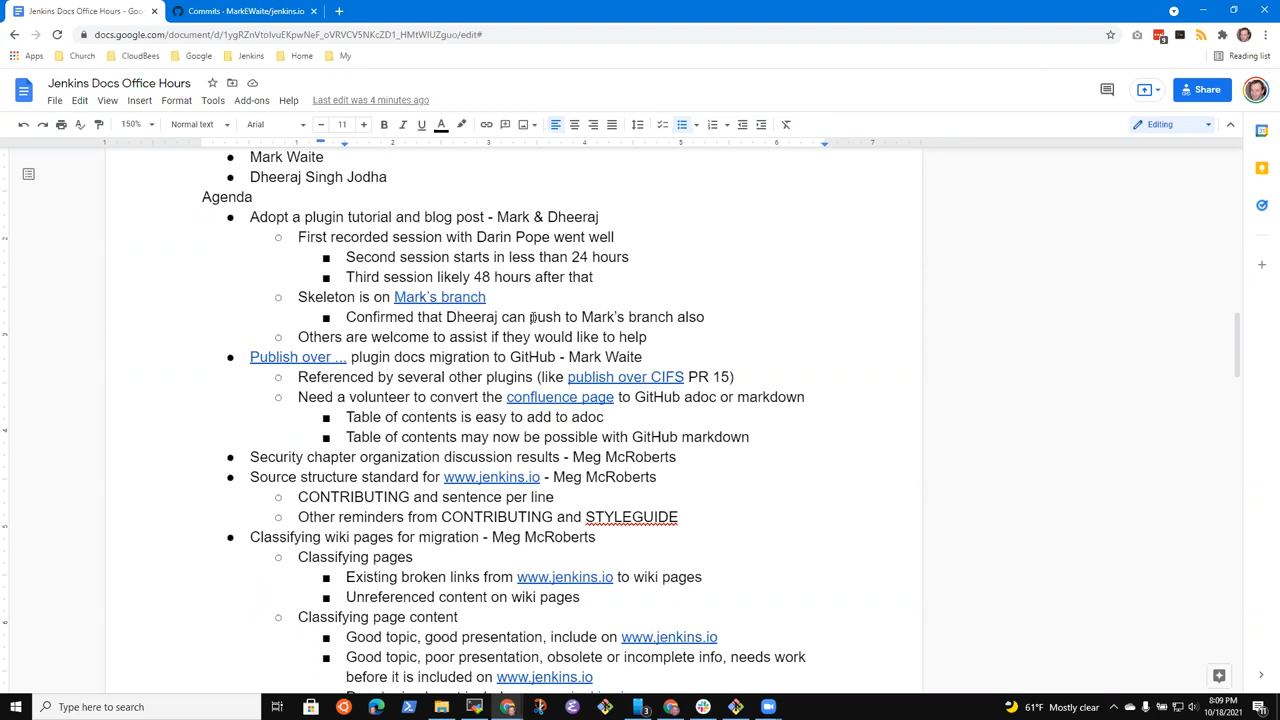 Jenkins Docs Office Hours - Goo
Commits · MarkEWaite/jenkins.io
docs.google.com/document/d/1ygRZnVtoIvuEKpwNeF_oVRVCV5NKcZD1_HMtWIUZguo/edit#
Apps
Church
CloudBees
Google
Jenkins
Home
My
Reading list
Jenkins Docs Office Hours
File Edit View Insert Format Tools Add-ons Help Last edit was 4 minutes ago
Share
150% Normal text Arial 11 Editing
Mark Waite
Dheeraj Singh Jodha
Agenda
Adopt a plugin tutorial and blog post - Mark & Dheeraj
First recorded session with Darin Pope went well
Second session starts in less than 24 hours
Third session likely 48 hours after that
Skeleton is on Mark's branch
Confirmed that Dheeraj can push to Mark's branch also
Others are welcome to assist if they would like to help
Publish over ... plugin docs migration to GitHub - Mark Waite
Referenced by several other plugins (like publish over CIFS PR 15)
Need a volunteer to convert the confluence page to GitHub adoc or markdown
Table of contents is easy to add to adoc
Table of contents may now be possible with GitHub markdown
Security chapter organization discussion results - Meg McRoberts
Source structure standard for www.jenkins.io - Meg McRoberts
CONTRIBUTING and sentence per line
Other reminders from CONTRIBUTING and STYLEGUIDE
Classifying wiki pages for migration - Meg McRoberts
Classifying pages
Existing broken links from www.jenkins.io to wiki pages
Unreferenced content on wiki pages
Classifying page content
Good topic, good presentation, include on www.jenkins.io
Good topic, poor presentation, obsolete or incomplete info, needs work
before it is included on www.jenkins.io
Type here to search
61°F Mostly clear
8:09 PM
10/18/2021